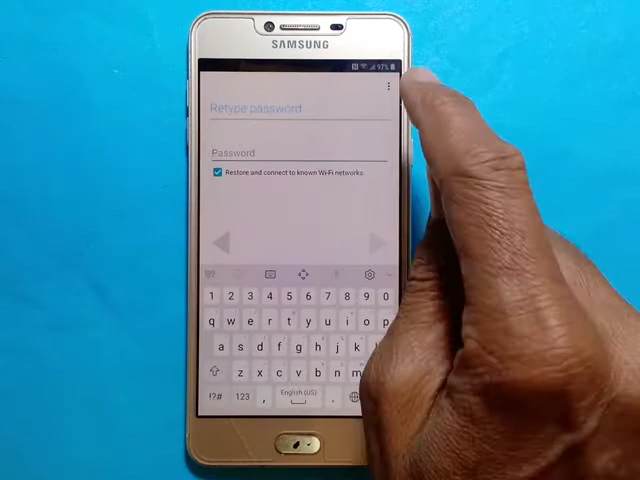 SAMSUNG
97%
Retype password
Password
Restore and connect to known Wi-Fi networks.
1 2 3 4 5 6 7 8 9 0
q w e r t y u i o p
a s d f g h j k
z x c v b n m
!?# 123 , English (US) .